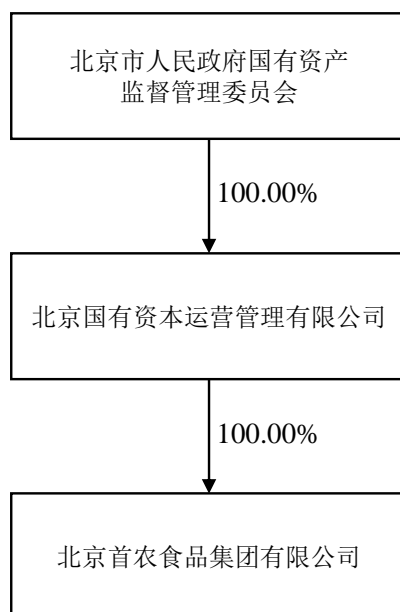 北京市人民政府国有资产
监督管理委员会
100.00%
北京国有资本运营管理有限公司
100.00%
北京首农食品集团有限公司